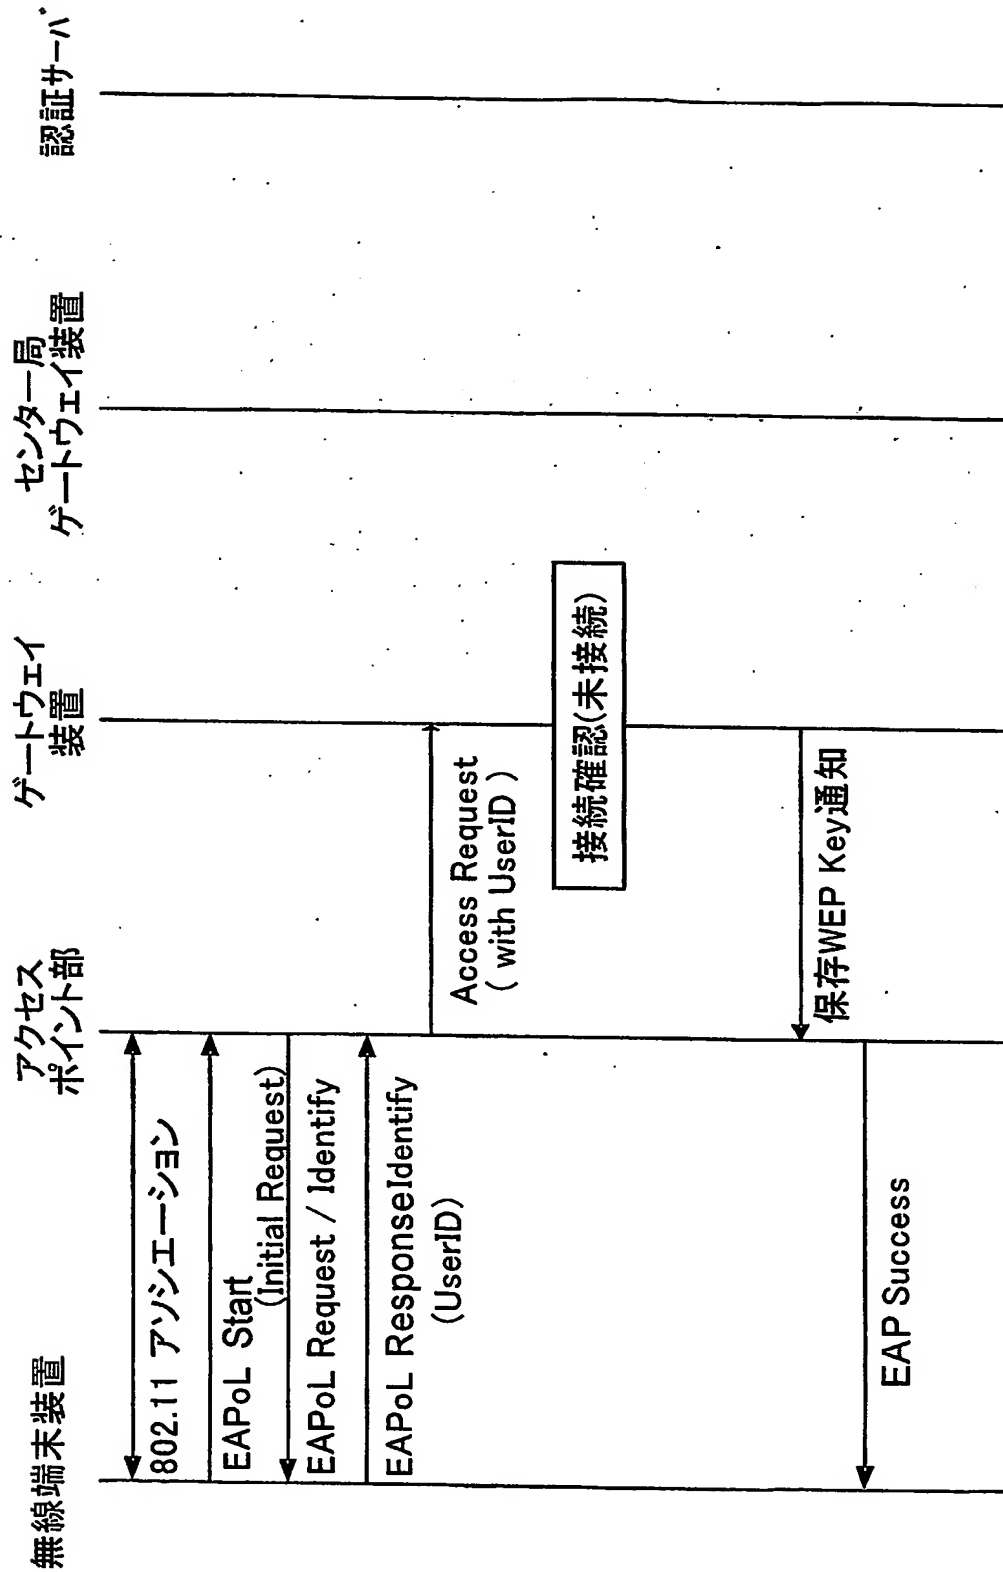 無線端末装置
アクセス
ポイント部
ゲートウェイ
装置
センター局
ゲートウェイ装置
認証サーバ
802.11 アソシエーション
EAPoL Start
(Initial Request)
EAPoL Request / Identify
EAPoL ResponseIdentify
(UserID)
Access Request
( with UserID )
接続確認(未接続)
保存WEP Key通知
EAP Success